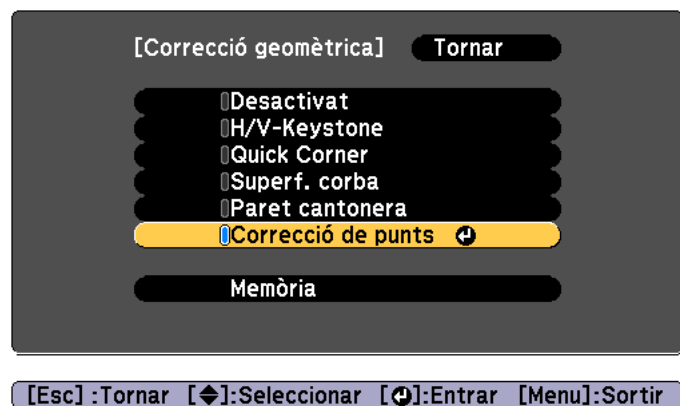 [Correcció geomètrica] Tornar
Desactivat
H/V-Keystone
Quick Corner
Superf. corba
Paret cantonera
Correcció de punts
Memòria
[Esc] :Tornar [◆]:Seleccionar [↵]:Entrar [Menu]:Sortir